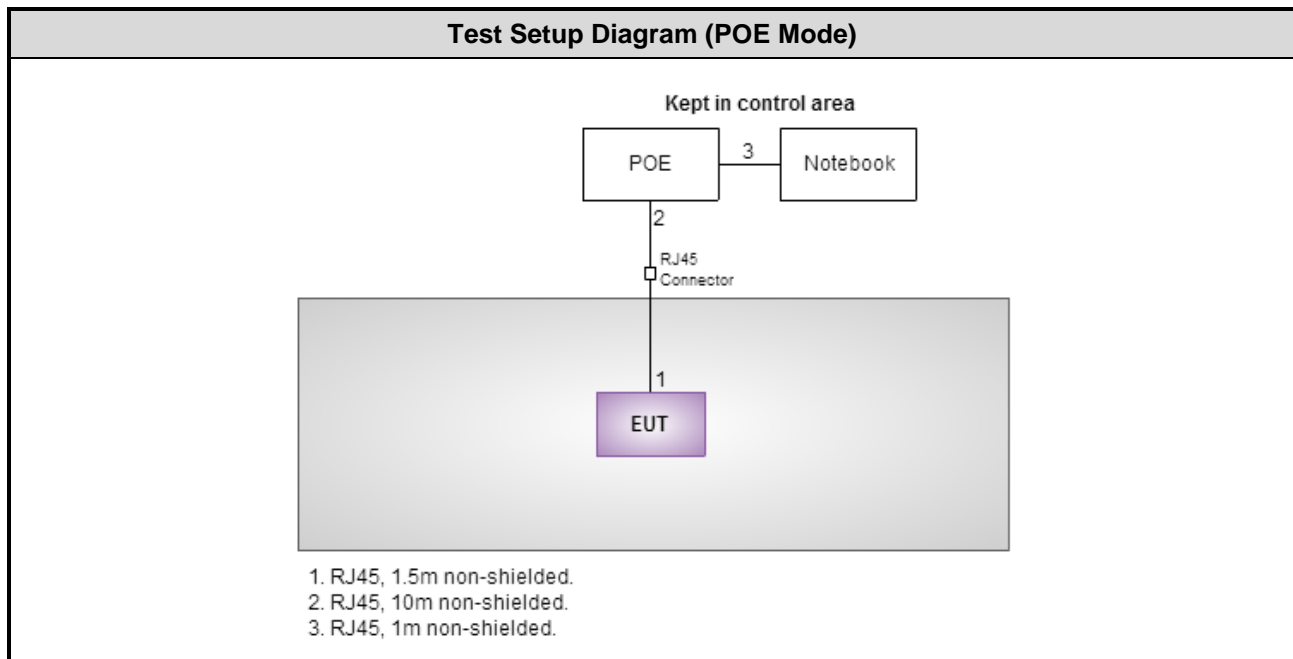 Test Setup Diagram (POE Mode)
Kept in control area
POE
3
Notebook
2
RJ45
Connector
1
EUT
1. RJ45, 1.5m non-shielded.
2. RJ45, 10m non-shielded.
3. RJ45, 1m non-shielded.